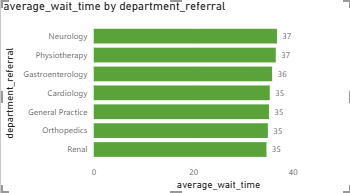 average_wait_time by department_referral
department_referral
Neurology 37
Physiotherapy 37
Gastroenterology 36
Cardiology 35
General Practice 35
Orthopedics 35
Renal 35
0 20 40
average_wait_time